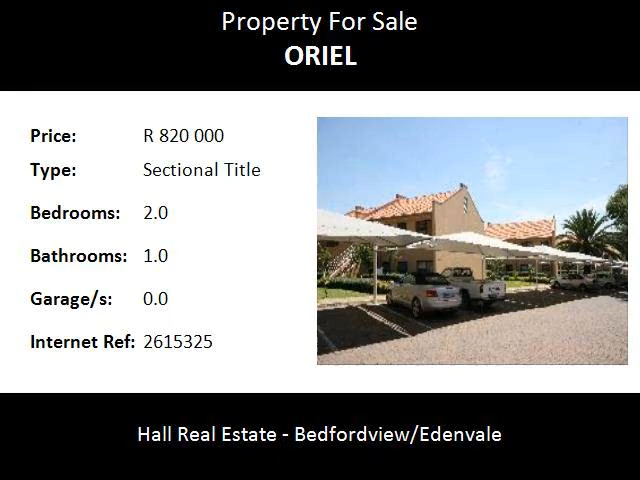 Property For Sale
ORIEL
Price: R 820 000
Type: Sectional Title
Bedrooms: 2.0
Bathrooms: 1.0
Garage/s: 0.0
Internet Ref: 2615325
Hall Real Estate - Bedfordview/Edenvale